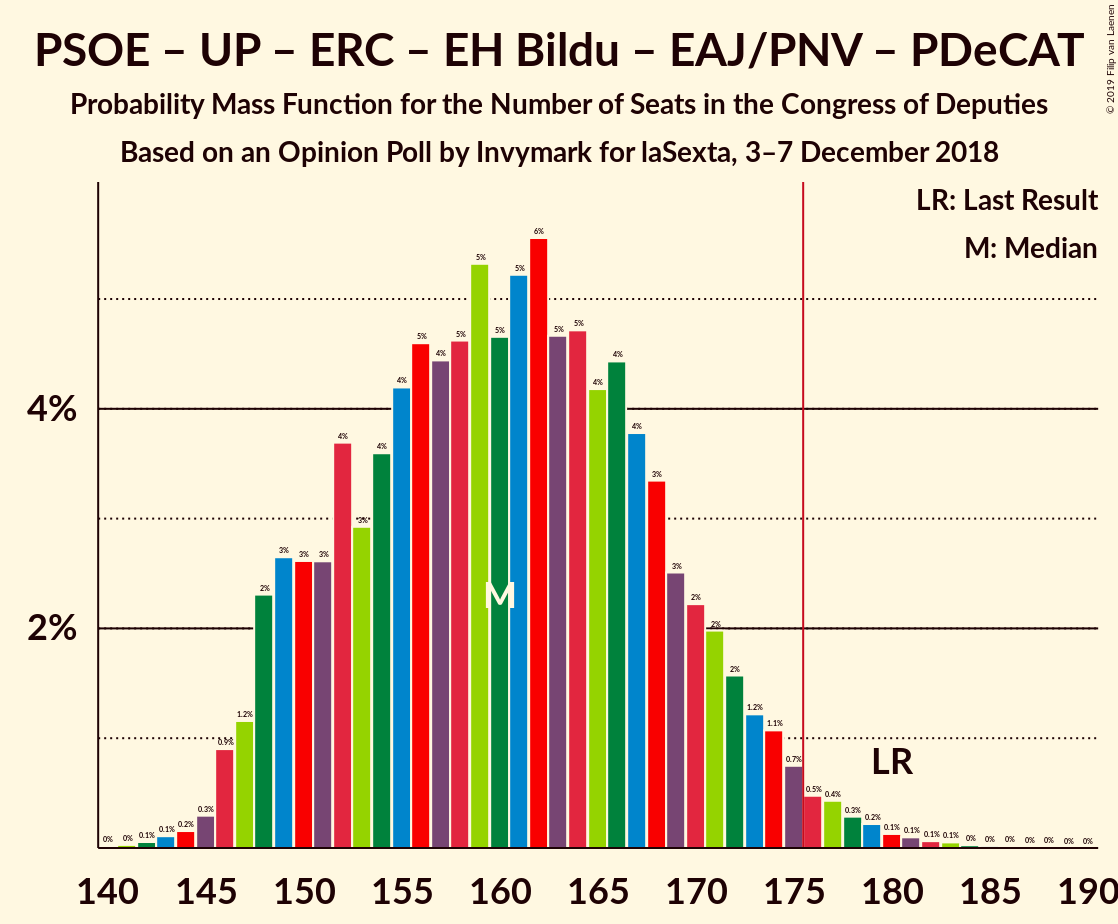 PSOE – UP – ERC – EH Bildu – EAJ/PNV – PDeCAT
Probability Mass Function for the Number of Seats in the Congress of Deputies
Based on an Opinion Poll by Invymark for laSexta, 3–7 December 2018
© 2019 Filip van Laenen
LR: Last Result
M: Median
4%
2%
0% 0% 0.1% 0.1% 0.2% 0.3% 0.9% 1.2% 2% 3% 3% 3% 4% 3% 4% 4% 5% 4% 5% 5% 5% 5% 6% 5% 5% 4% 4% 4% 3% 3% 2% 2% 2% 1.2% 1.1% 0.7% 0.5% 0.4% 0.3% 0.2% 0.1% 0.1% 0.1% 0.1% 0% 0% 0% 0% 0% 0% 0%
M
LR
140 145 150 155 160 165 170 175 180 185 190